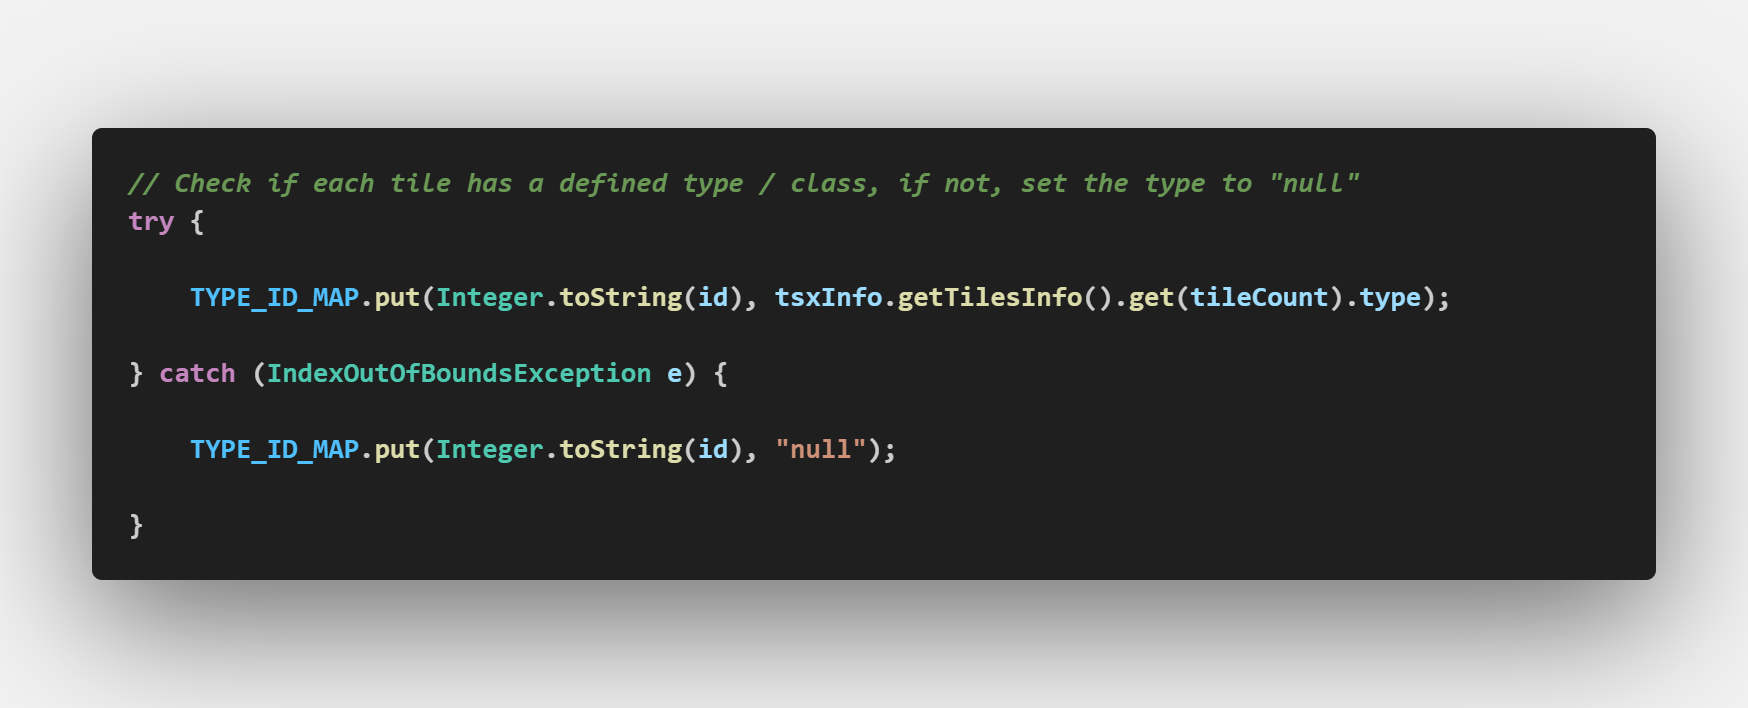 // Check if each tile has a defined type / class, if not, set the type to "null"
try {
TYPE_ID_MAP.put(Integer.toString(id), tsxInfo.getTilesInfo().get(tileCount).type);
} catch (IndexOutOfBoundsException e) {
TYPE_ID_MAP.put(Integer.toString(id), "null");
}